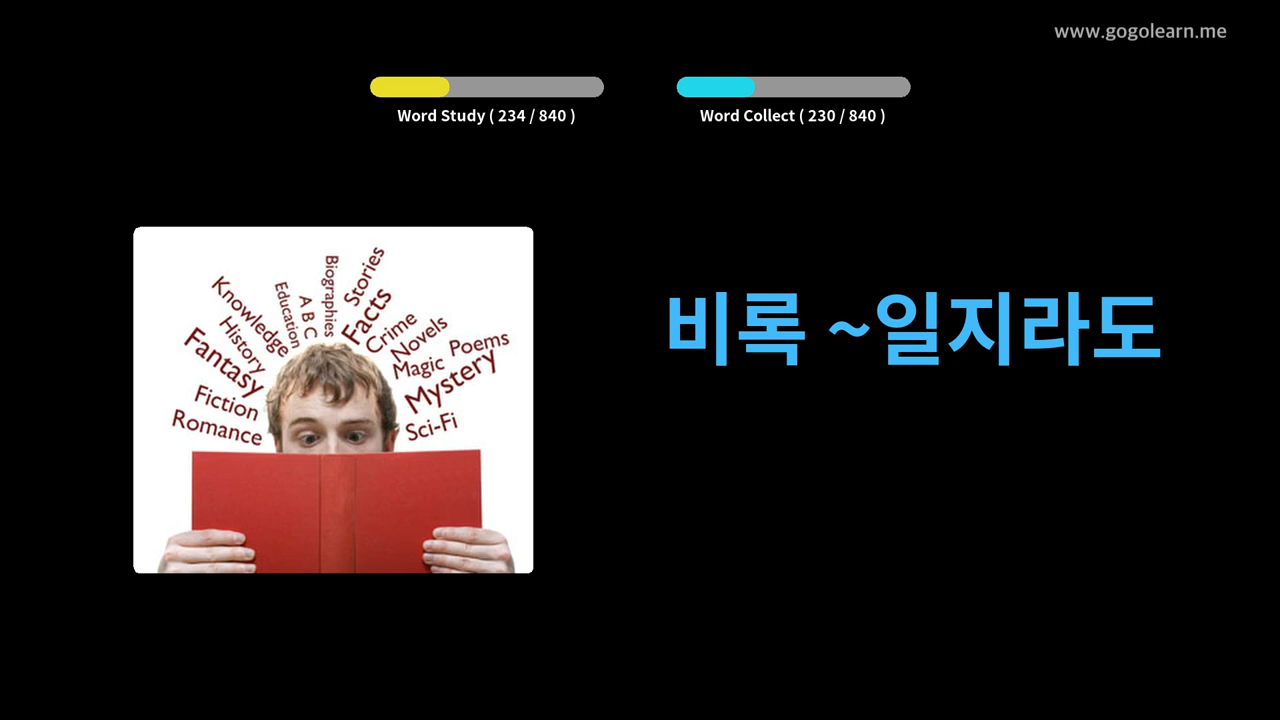 www.gogolearn.me
Word Study ( 234 / 840 )
Word Collect ( 230 / 840 )
비록 ~일지라도
Knowledge
History
Fantasy
Fiction
Romance
Education
A B C
Biographies
Stories
Facts
Crime
Novels
Magic
Poems
Mystery
Sci-Fi